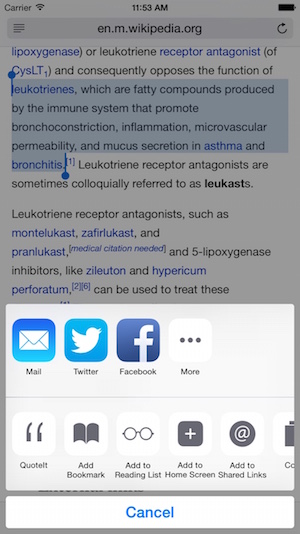 Carrier 11:53 AM
en.m.wikipedia.org
lipoxygenase) or leukotriene receptor antagonist (of
CysLT1) and consequently opposes the function of
leukotrienes, which are fatty compounds produced
by the immune system that promote
bronchoconstriction, inflammation, microvascular
permeability, and mucus secretion in asthma and
bronchitis.[1] Leukotriene receptor antagonists are
sometimes colloquially referred to as leukasts.
Leukotriene receptor antagonists, such as
montelukast, zafirlukast, and
pranlukast,[medical citation needed] and 5-lipoxygenase
inhibitors, like zileuton and hypericum
perforatum,[2][6] can be used to treat these
Mail Twitter Facebook More
QuoteIt Add Bookmark Add to Reading List Add to Home Screen Add to Shared Links Co
Cancel